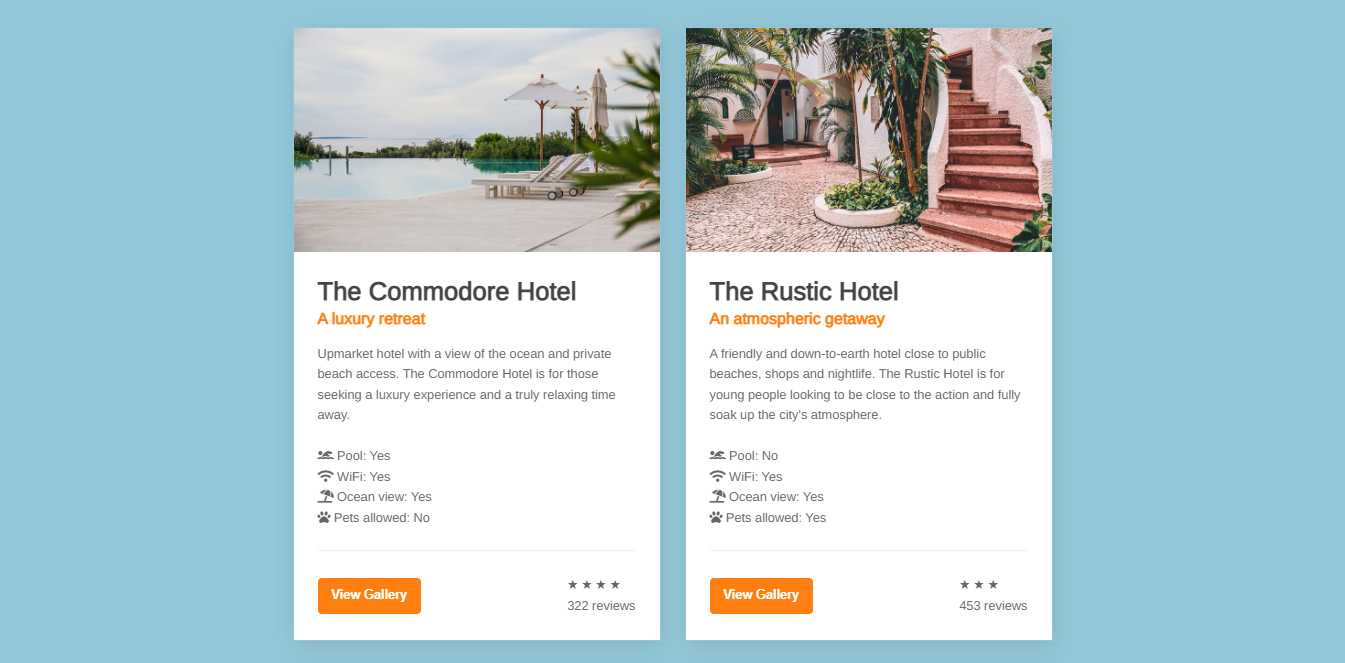 The Commodore Hotel
A luxury retreat
Upmarket hotel with a view of the ocean and private
beach access. The Commodore Hotel is for those
seeking a luxury experience and a truly relaxing time
away.
Pool: Yes
WiFi: Yes
Ocean view: Yes
Pets allowed: No
View Gallery
★ ★ ★ ★
322 reviews
The Rustic Hotel
An atmospheric getaway
A friendly and down-to-earth hotel close to public
beaches, shops and nightlife. The Rustic Hotel is for
young people looking to be close to the action and fully
soak up the city's atmosphere.
Pool: No
WiFi: Yes
Ocean view: Yes
Pets allowed: Yes
View Gallery
★ ★ ★
453 reviews